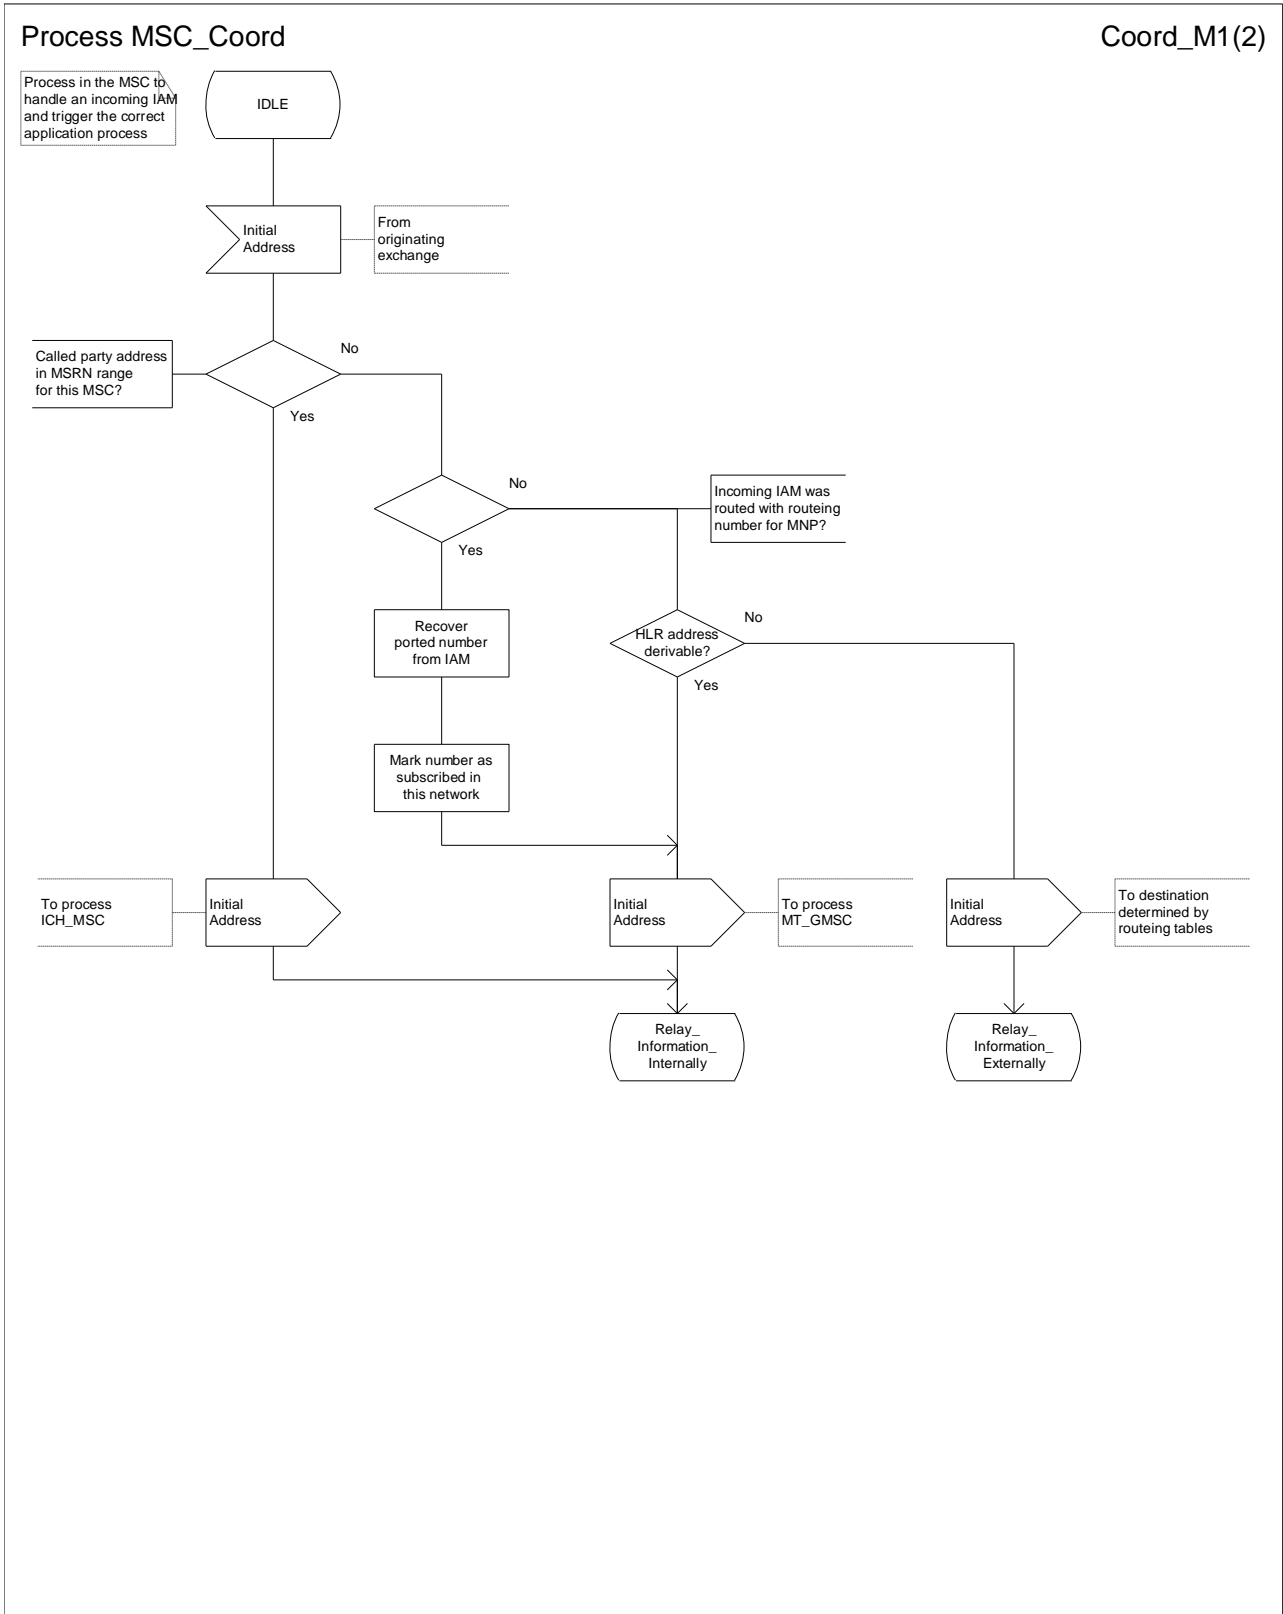 Process MSC_Coord
Coord_M1(2)
Process in the MSC to
handle an incoming IAM
and trigger the correct
application process
IDLE
Initial
Address
From
originating
exchange
Called party address
in MSRN range
for this MSC?
No
Yes
No
Incoming IAM was
routed with routeing
number for MNP?
Yes
Recover
ported number
from IAM
HLR address
derivable?
No
Yes
Mark number as
subscribed in
this network
To process
ICH_MSC
Initial
Address
Initial
Address
To process
MT_GMSC
Initial
Address
To destination
determined by
routeing tables
Relay_
Information_
Internally
Relay_
Information_
Externally